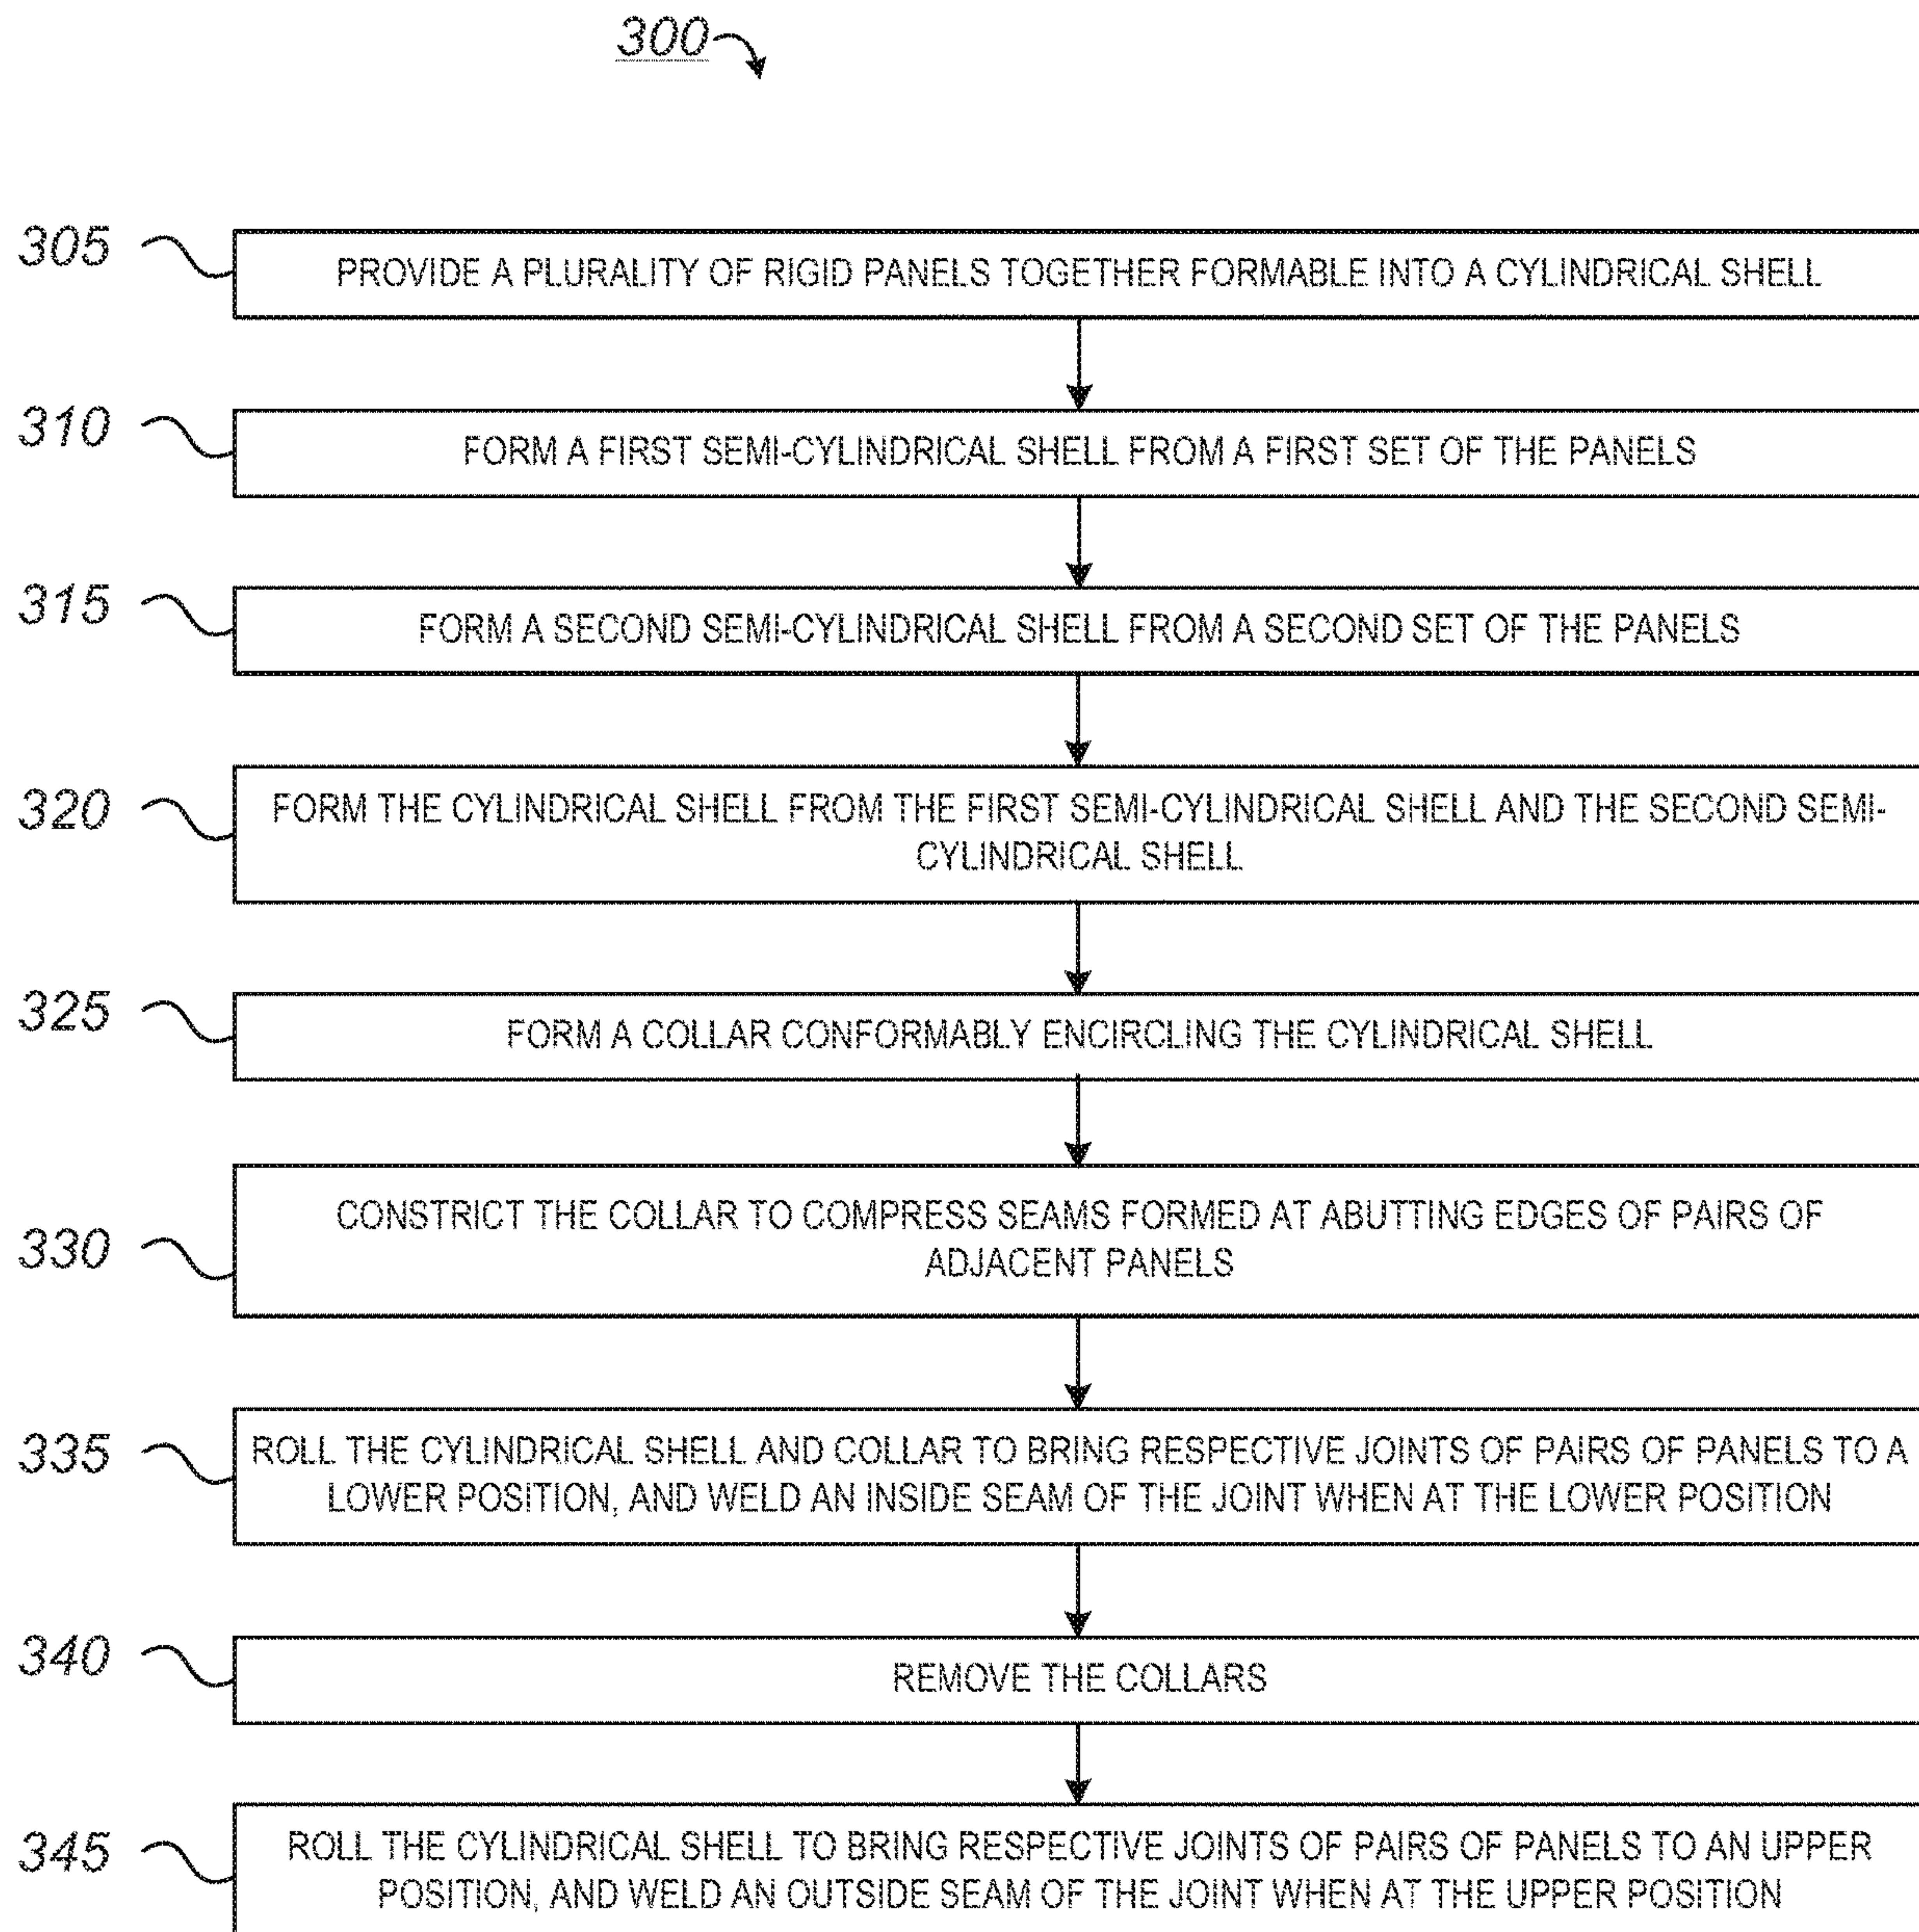 300
305
PROVIDE A PLURALITY OF RIGID PANELS TOGETHER FORMABLE INTO A CYLINDRICAL SHELL
310
FORM A FIRST SEMI-CYLINDRICAL SHELL FROM A FIRST SET OF THE PANELS
315
FORM A SECOND SEMI-CYLINDRICAL SHELL FROM A SECOND SET OF THE PANELS
320
FORM THE CYLINDRICAL SHELL FROM THE FIRST SEMI-CYLINDRICAL SHELL AND THE SECOND SEMI-
CYLINDRICAL SHELL
325
FORM A COLLAR CONFORMABLY ENCIRCLING THE CYLINDRICAL SHELL
330
CONSTRICT THE COLLAR TO COMPRESS SEAMS FORMED AT ABUTTING EDGES OF PAIRS OF
ADJACENT PANELS
335
ROLL THE CYLINDRICAL SHELL AND COLLAR TO BRING RESPECTIVE JOINTS OF PAIRS OF PANELS TO A
LOWER POSITION, AND WELD AN INSIDE SEAM OF THE JOINT WHEN AT THE LOWER POSITION
340
REMOVE THE COLLARS
345
ROLL THE CYLINDRICAL SHELL TO BRING RESPECTIVE JOINTS OF PAIRS OF PANELS TO AN UPPER
POSITION, AND WELD AN OUTSIDE SEAM OF THE JOINT WHEN AT THE UPPER POSITION